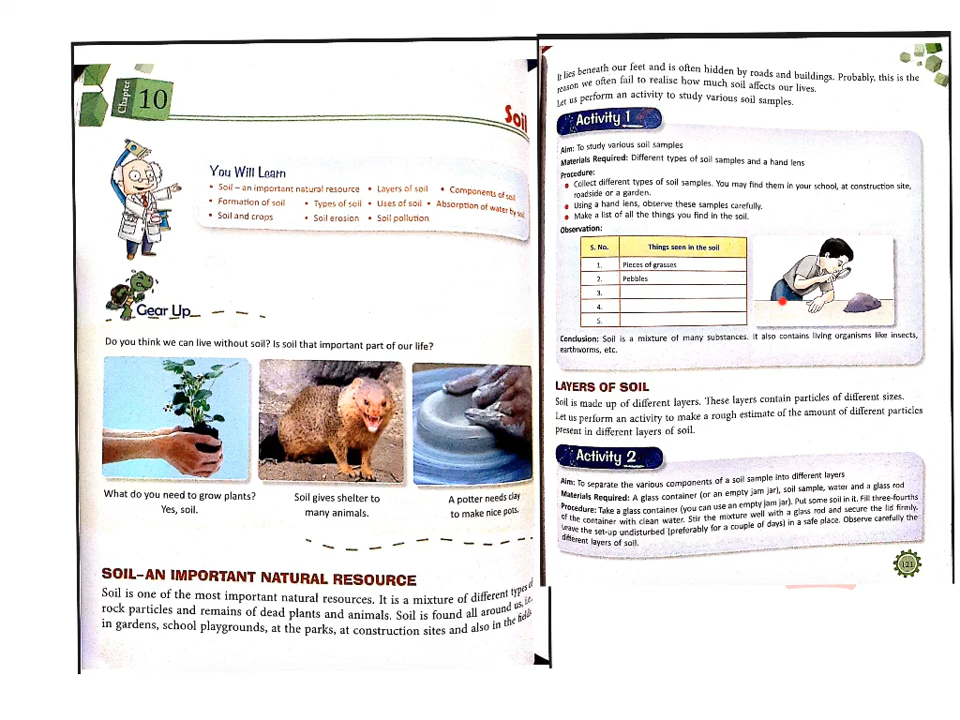 Chapter
10
Soil
You Will Learn
• Soil – an important natural resource • Layers of soil • Components of soil
• Formation of soil • Types of soil • Uses of soil • Absorption of water by soil
• Soil and crops • Soil erosion • Soil pollution
Gear Up
Do you think we can live without soil? Is soil that important part of our life?
What do you need to grow plants?
Yes, soil.
Soil gives shelter to
many animals.
A potter needs clay
to make nice pots.
SOIL–AN IMPORTANT NATURAL RESOURCE
Soil is one of the most important natural resources. It is a mixture of different types of
rock particles and remains of dead plants and animals. Soil is found all around us, i.e.
in gardens, school playgrounds, at the parks, at construction sites and also in the fields
It lies beneath our feet and is often hidden by roads and buildings. Probably, this is the
reason we often fail to realise how much soil affects our lives.
Let us perform an activity to study various soil samples.
Activity 1
Aim: To study various soil samples
Materials Required: Different types of soil samples and a hand lens
Procedure:
• Collect different types of soil samples. You may find them in your school, at construction site,
roadside or a garden.
• Using a hand lens, observe these samples carefully.
• Make a list of all the things you find in the soil.
Observation:
S. No. Things seen in the soil
1. Pieces of grasses
2. Pebbles
3.
4.
5.
Conclusion: Soil is a mixture of many substances. It also contains living organisms like insects,
earthworms, etc.
LAYERS OF SOIL
Soil is made up of different layers. These layers contain particles of different sizes.
Let us perform an activity to make a rough estimate of the amount of different particles
present in different layers of soil.
Activity 2
Aim: To separate the various components of a soil sample into different layers
Materials Required: A glass container (or an empty jam jar), soil sample, water and a glass rod
Procedure: Take a glass container (you can use an empty jam jar). Put some soil in it. Fill three-fourths
of the container with clean water. Stir the mixture well with a glass rod and secure the lid firmly.
Leave the set-up undisturbed (preferably for a couple of days) in a safe place. Observe carefully the
different layers of soil.
121